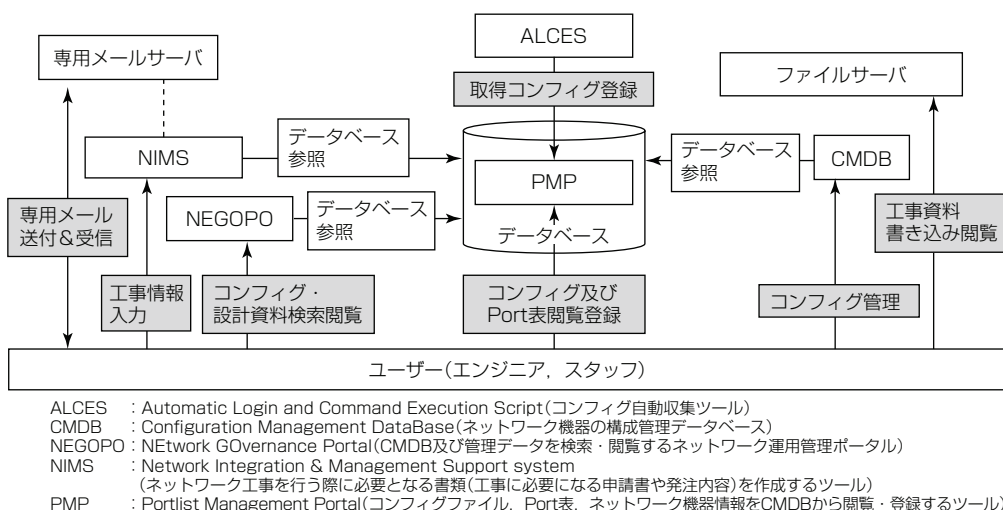 ALCES
専用メールサーバ
ファイルサーバ
取得コンフィグ登録
NIMS
データベース
参照
PMP
データベース
参照
CMDB
NEGOPO
データベース
参照
データベース
専用メール
送付&受信
工事資料
書き込み閲覧
工事情報
入力
コンフィグ・
設計資料検索閲覧
コンフィグ及び
Port表閲覧登録
コンフィグ管理
ユーザー(エンジニア，スタッフ)
ALCES : Automatic Login and Command Execution Script(コンフィグ自動収集ツール)
CMDB : Configuration Management DataBase(ネットワーク機器の構成管理データベース)
NEGOPO : NEtwork GOvernance Portal(CMDB及び管理データを検索・閲覧するネットワーク運用管理ポータル)
NIMS : Network Integration & Management Support system
(ネットワーク工事を行う際に必要となる書類(工事に必要になる申請書や発注内容)を作成するツール)
PMP : Portlist Management Portal(コンフィグファイル，Port表，ネットワーク機器情報をCMDBから閲覧・登録するツール)